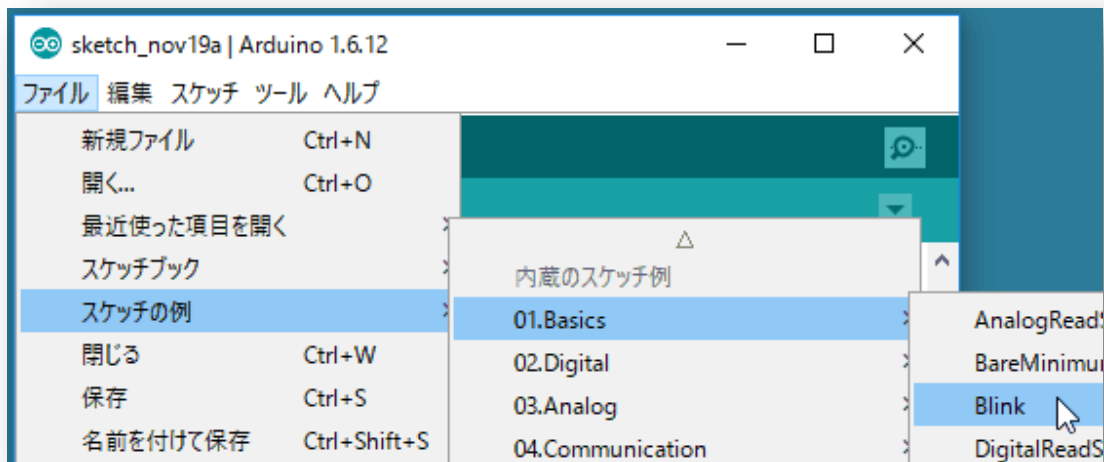 sketch_nov19a | Arduino 1.6.12
ファイル 編集 スケッチ ツール ヘルプ
新規ファイル Ctrl+N
開く... Ctrl+O
最近使った項目を開く
スケッチブック
スケッチの例
閉じる Ctrl+W
保存 Ctrl+S
名前を付けて保存 Ctrl+Shift+S
内蔵のスケッチ例
01.Basics
02.Digital
03.Analog
04.Communication
AnalogReadS
BareMinimu
Blink
DigitalReadS